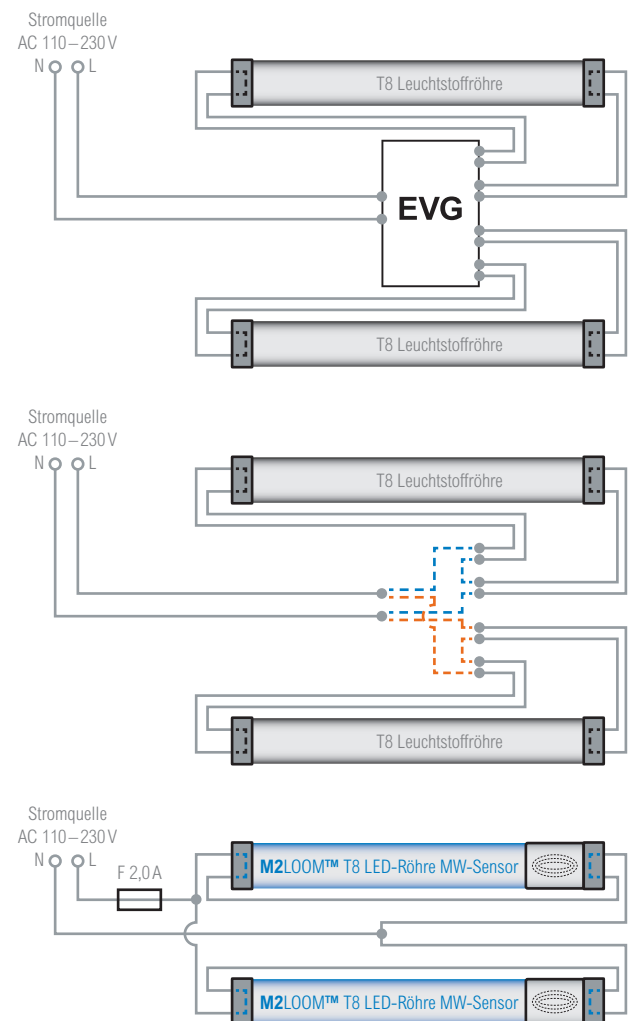 Stromquelle
AC 110–230 V
N L
T8 Leuchtstoffröhre
EVG
T8 Leuchtstoffröhre
Stromquelle
AC 110–230 V
N L
T8 Leuchtstoffröhre
T8 Leuchtstoffröhre
Stromquelle
AC 110–230 V
N L
F 2,0 A
M2LOOM™ T8 LED-Röhre MW-Sensor
M2LOOM™ T8 LED-Röhre MW-Sensor